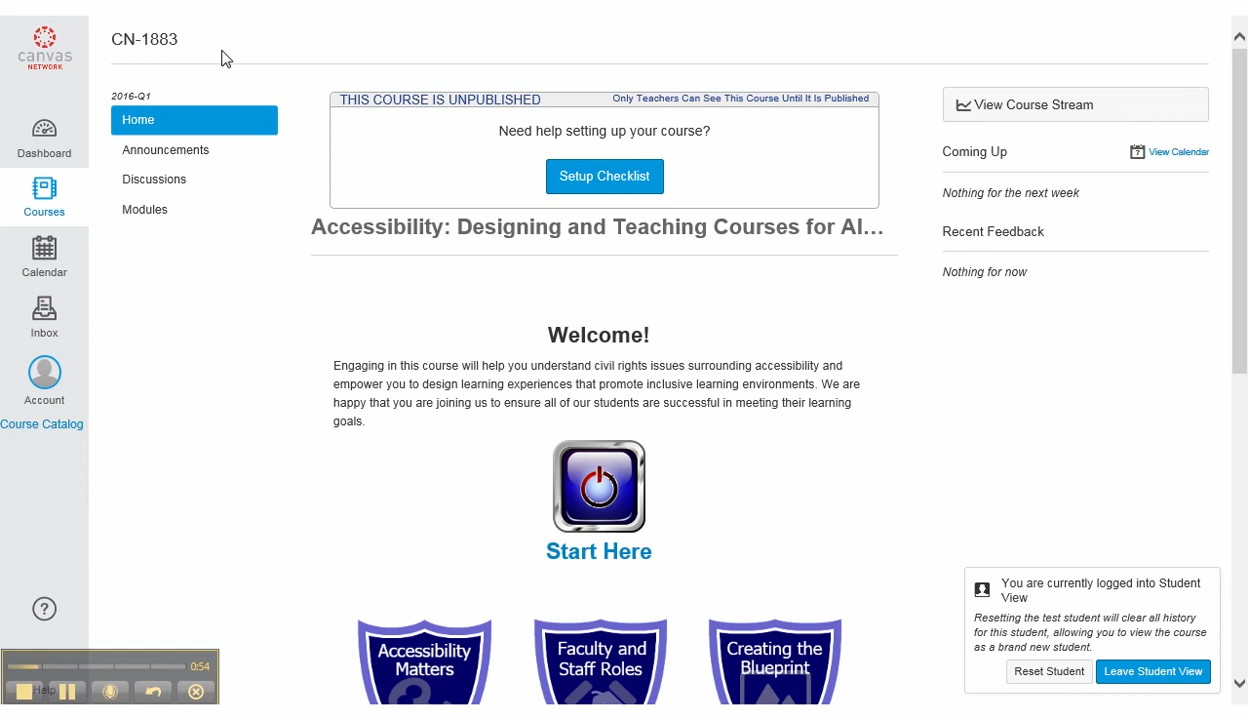 canvas
NETWORK
Dashboard
Courses
Calendar
Inbox
Account
Course Catalog
Help
0:54
CN-1883
2016-Q1
Home
Announcements
Discussions
Modules
THIS COURSE IS UNPUBLISHED
Only Teachers Can See This Course Until It Is Published
Need help setting up your course?
Setup Checklist
Accessibility: Designing and Teaching Courses for Al…
Welcome!
Engaging in this course will help you understand civil rights issues surrounding accessibility and
empower you to design learning experiences that promote inclusive learning environments. We are
happy that you are joining us to ensure all of our students are successful in meeting their learning
goals.
Start Here
Accessibility
Matters
Faculty and
Staff Roles
Creating the
Blueprint
View Course Stream
Coming Up
7
View Calendar
Nothing for the next week
Recent Feedback
Nothing for now
You are currently logged into Student
View
Resetting the test student will clear all history
for this student, allowing you to view the course
as a brand new student.
Reset Student
Leave Student View